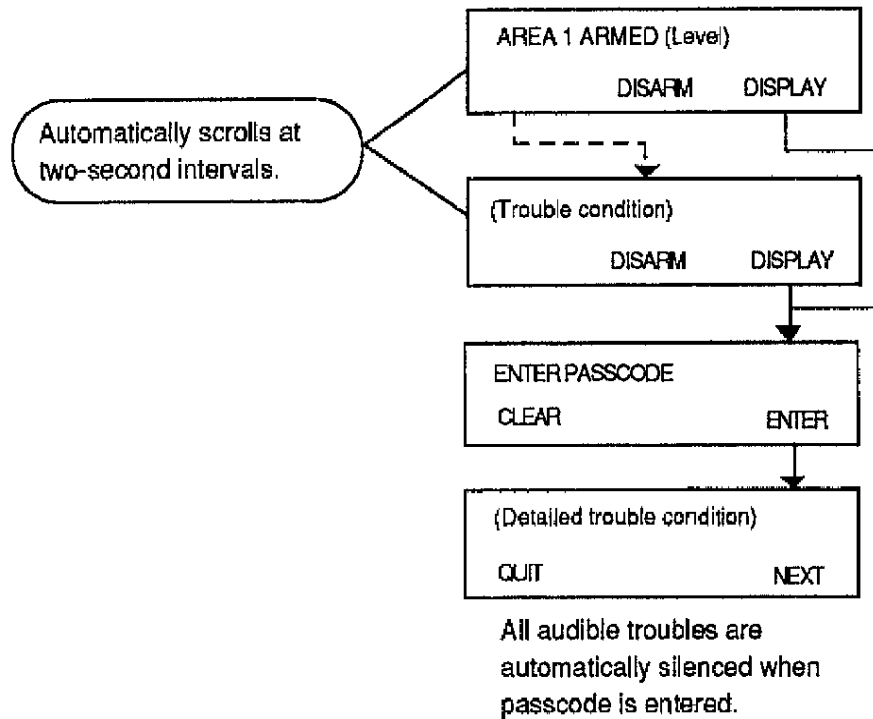 AREA 1 ARMED (Level)
DISARM DISPLAY
Automatically scrolls at
two-second intervals.
(Trouble condition)
DISARM DISPLAY
ENTER PASSCODE
CLEAR ENTER
(Detailed trouble condition)
QUIT NEXT
All audible troubles are
automatically silenced when
passcode is entered.